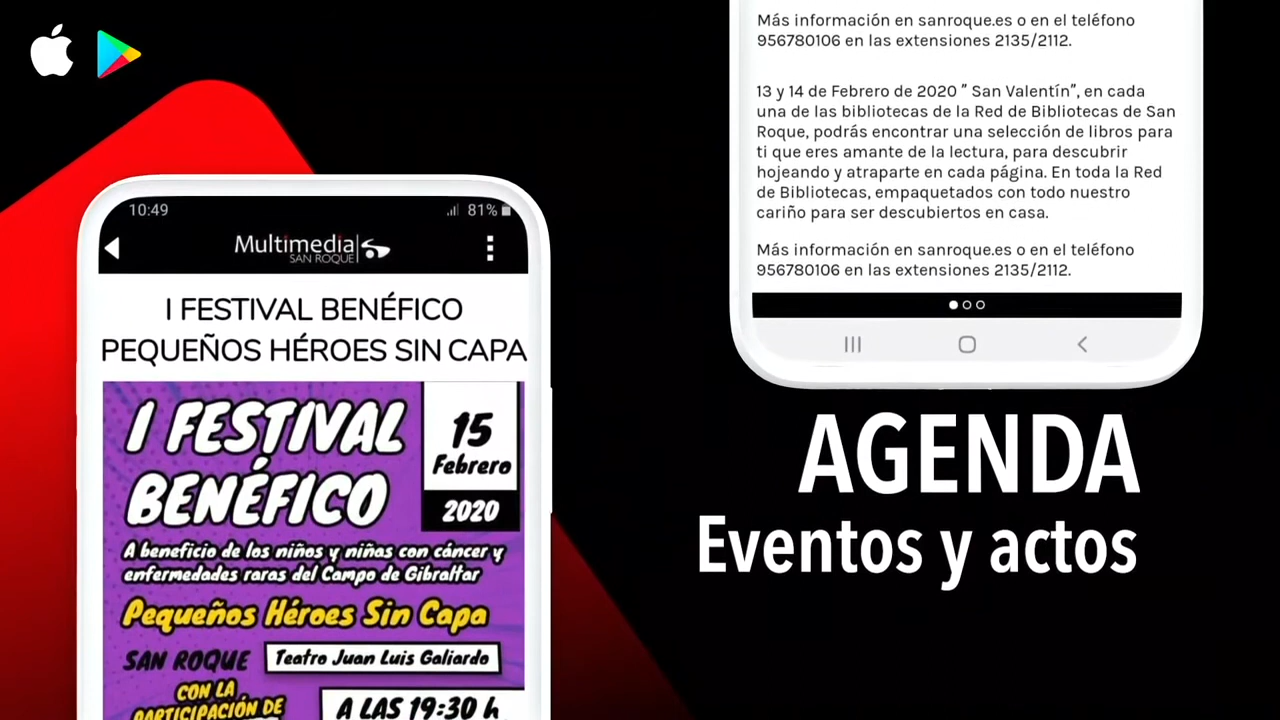 10:49
81%
Multimedia
SAN ROQUE
I FESTIVAL BENÉFICO
PEQUEÑOS HÉROES SIN CAPA
I FESTIVAL
BENÉFICO
15
Febrero
2020
A beneficio de los niños y niñas con cáncer y
enfermedades raras del Campo de Gibraltar
Pequeños Héroes Sin Capa
SAN ROQUE
Teatro Juan Luis Galiardo
CON LA
PARTICIPACIÓN DE
A LAS 19:30 h.
Más información en sanroque.es o en el teléfono
956780106 en las extensiones 2135/2112.
13 y 14 de Febrero de 2020 ” San Valentín”, en cada
una de las bibliotecas de la Red de Bibliotecas de San
Roque, podrás encontrar una selección de libros para
ti que eres amante de la lectura, para descubrir
hojeando y atraparte en cada página. En toda la Red
de Bibliotecas, empaquetados con todo nuestro
cariño para ser descubiertos en casa.
Más información en sanroque.es o en el teléfono
956780106 en las extensiones 2135/2112.
AGENDA
Eventos y actos